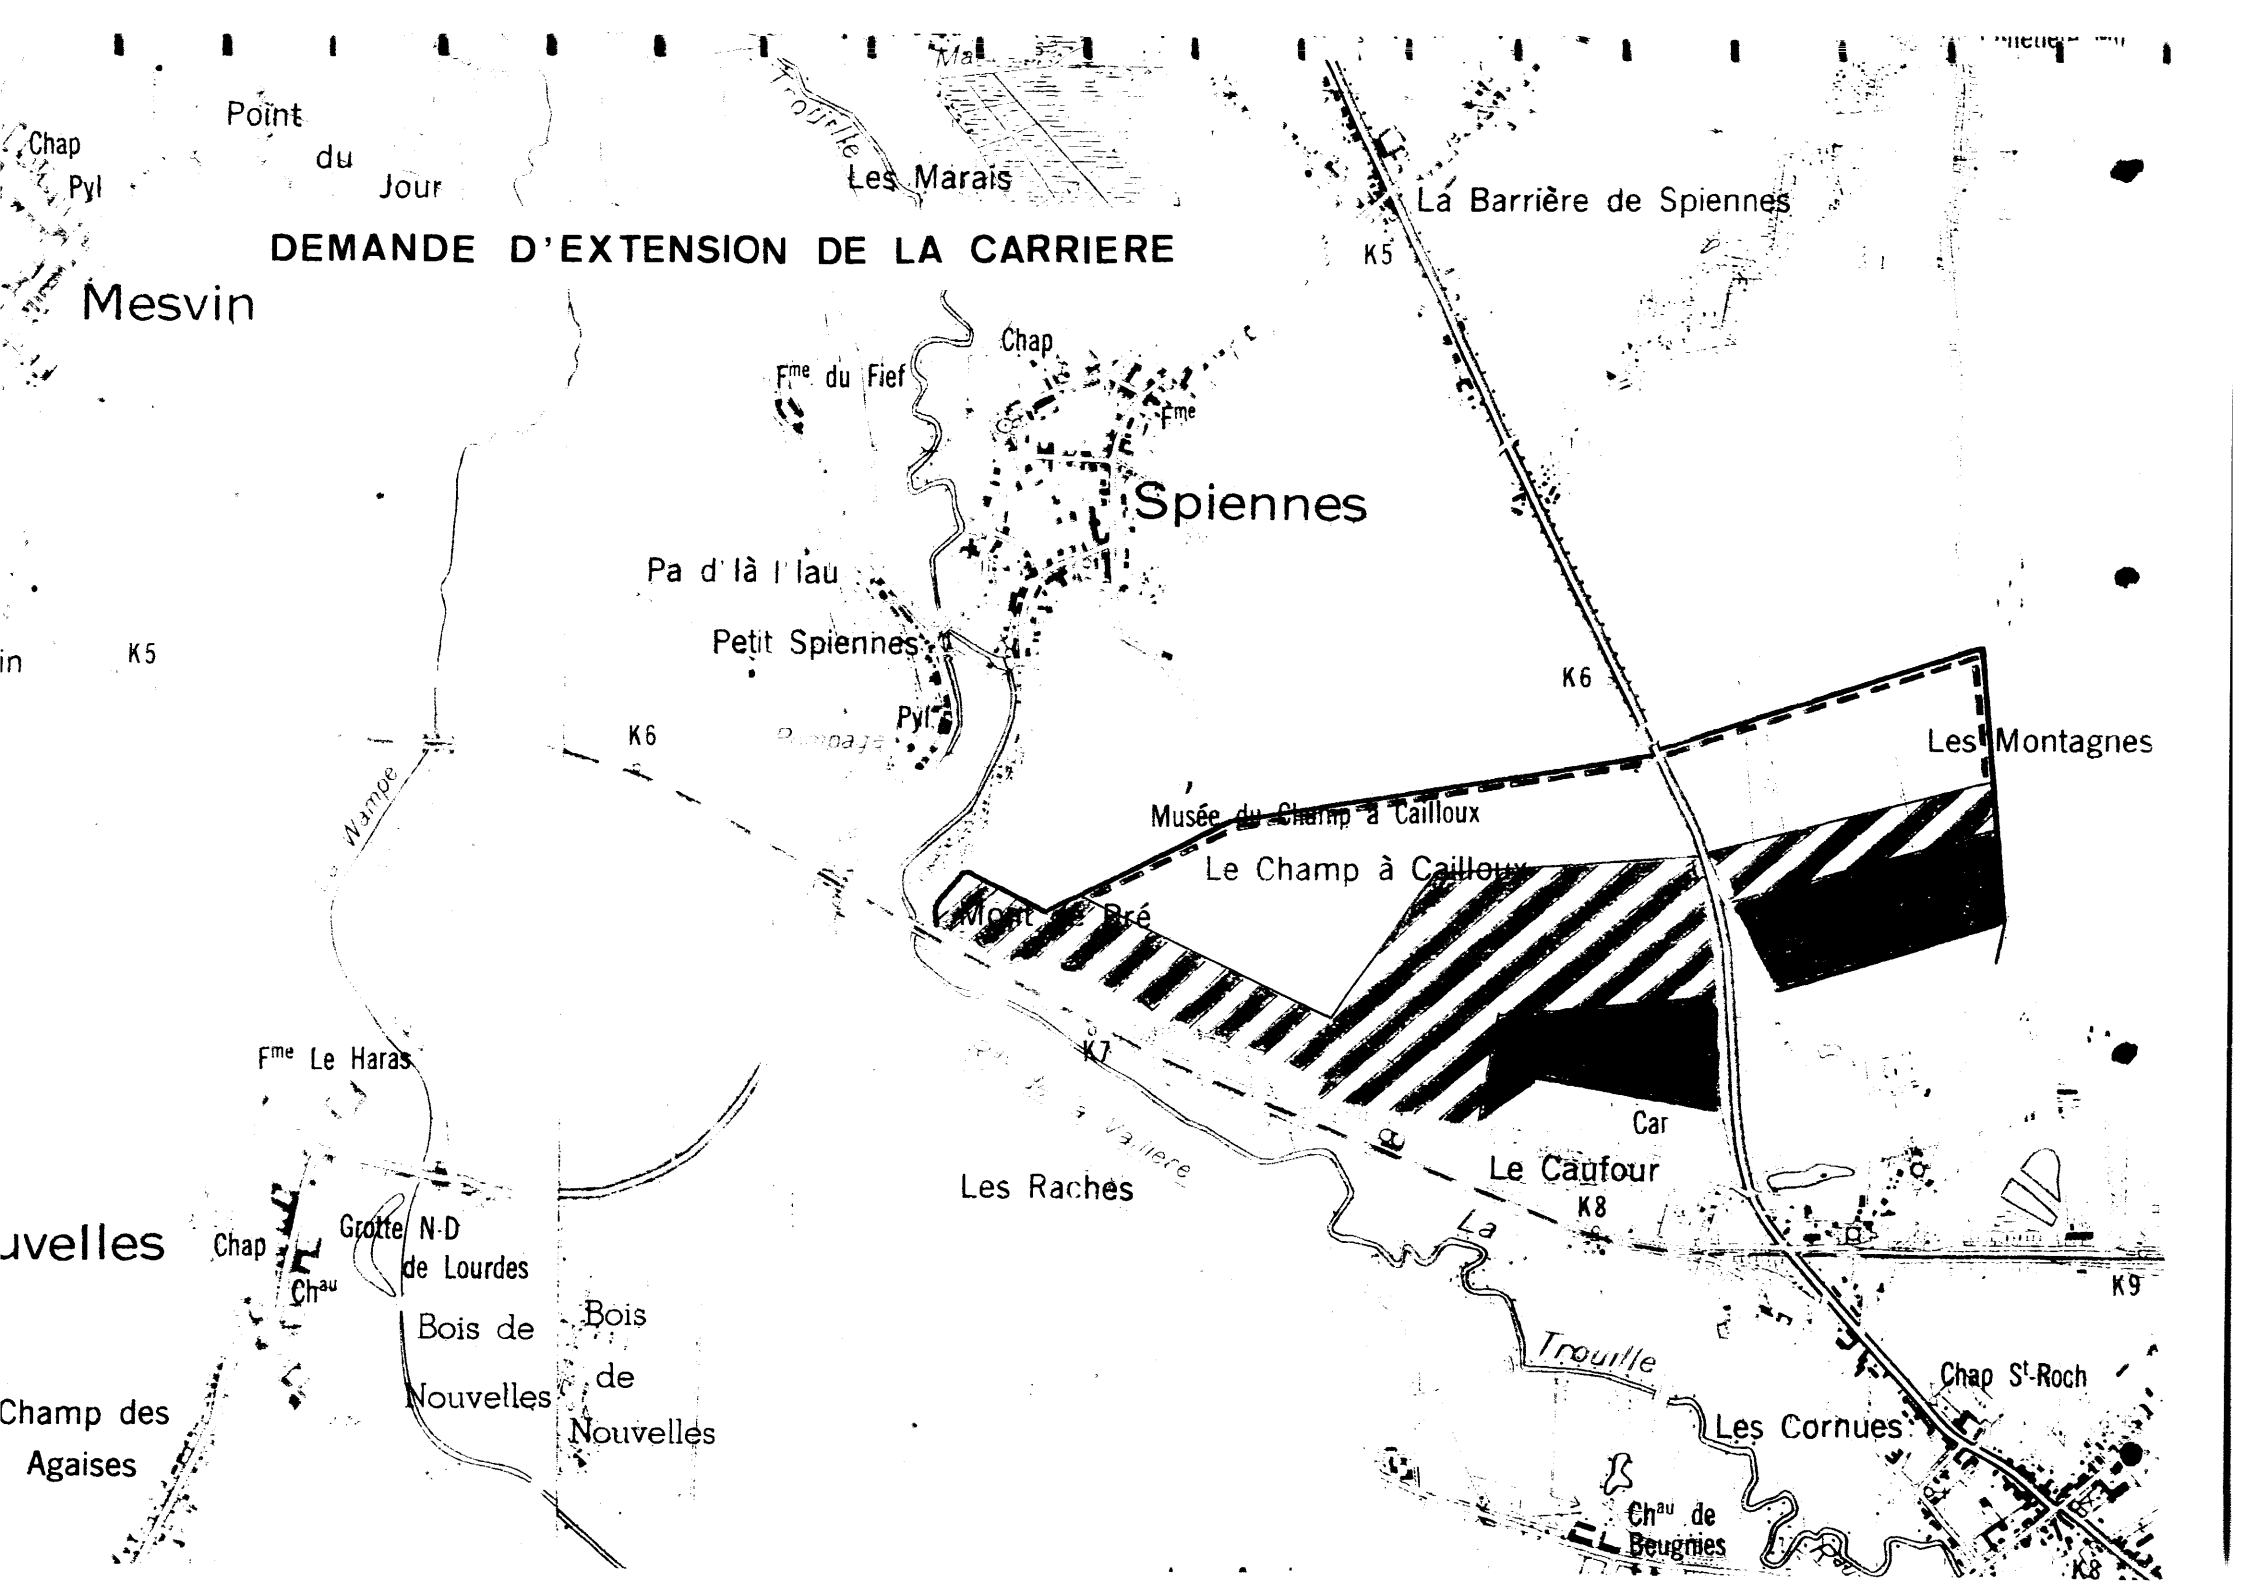 Point
du
Jour
Chap
Pyl
Trouille
Les Marais
La Barrière de Spiennes
K5
DEMANDE D'EXTENSION DE LA CARRIERE
Mesvin
Chap
Fme du Fief
Fme
Spiennes
Pa d' là l' Iau
Petit Spiennes
Pyl
in
K5
K6
K6
Les Montagnes
Wampe
Musée du Champ à Cailloux
Le Champ à Cailloux
Mont de Pré
K7
Fme Le Haras
Car
Le Caufour
K8
Les Raches
uvelles
Chap
Grotte N-D
de Lourdes
Chau
La
Trouille
K9
Bois de
Nouvelles
Bois
de
Nouvelles
Champ des
Agaises
Chap St-Roch
Les Cornues
Chau de
Beugnies
K8